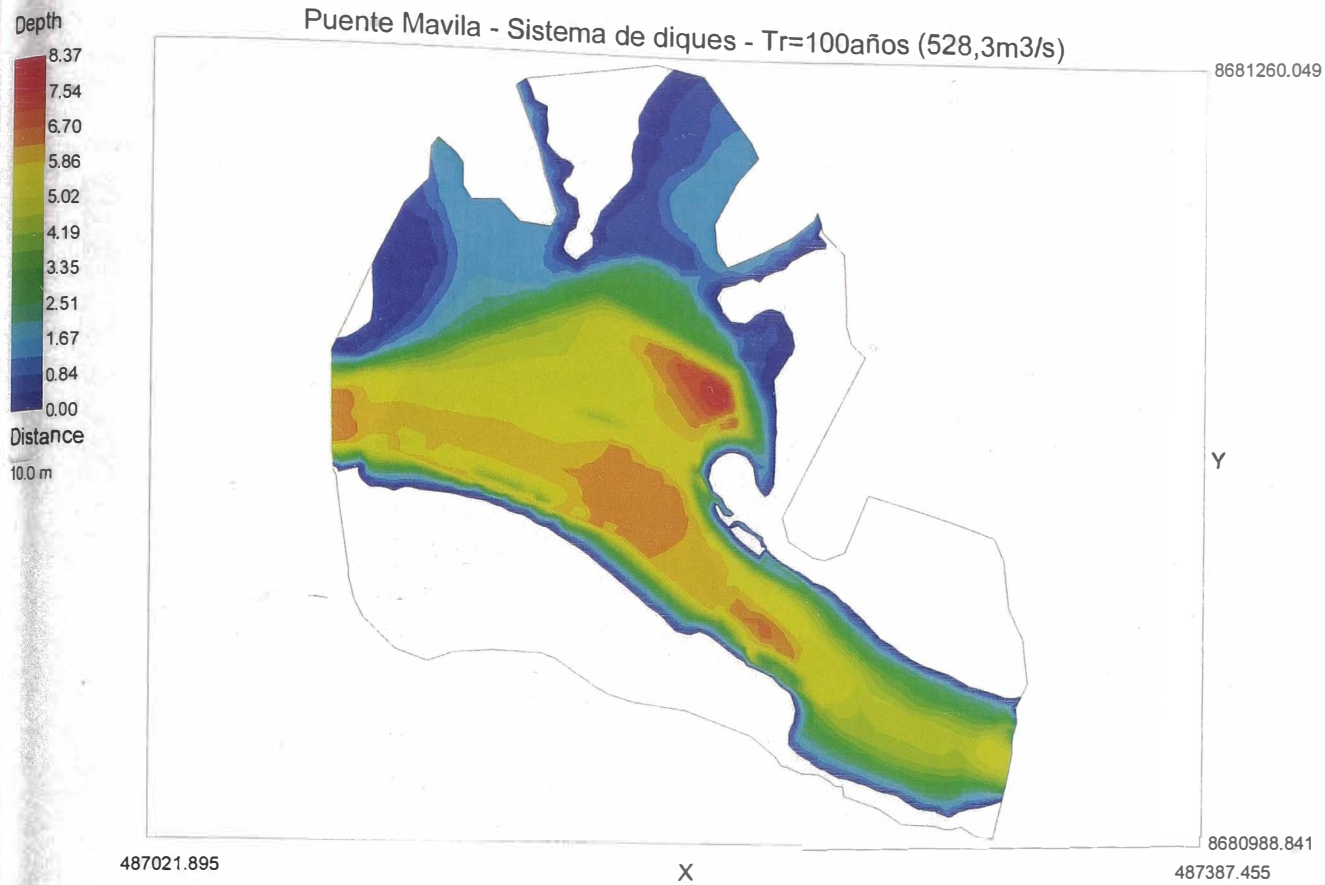 Puente Mavila - Sistema de diques - Tr=100años (528,3m3/s)
Depth
8.37
7.54
6.70
5.86
5.02
4.19
3.35
2.51
1.67
0.84
0.00
Distance
10.0 m
8681260.049
Y
8680988.841
487021.895
X
487387.455